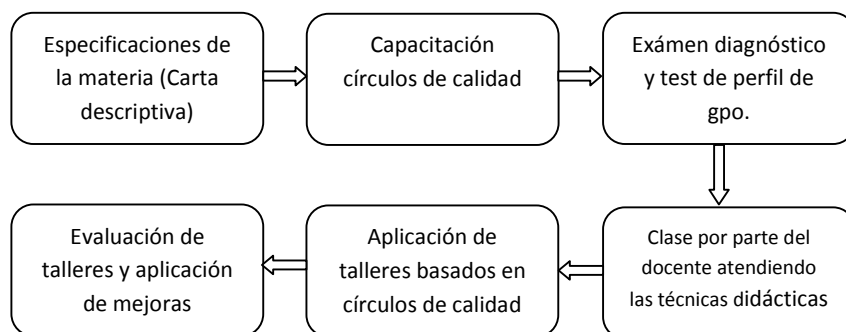 Especificaciones de
la materia (Carta
descriptiva)
Capacitación
círculos de calidad
Exámen diagnóstico
y test de perfil de
gpo.
Clase por parte del
docente atendiendo
las técnicas didácticas
Aplicación de
talleres basados en
círculos de calidad
Evaluación de
talleres y aplicación
de mejoras